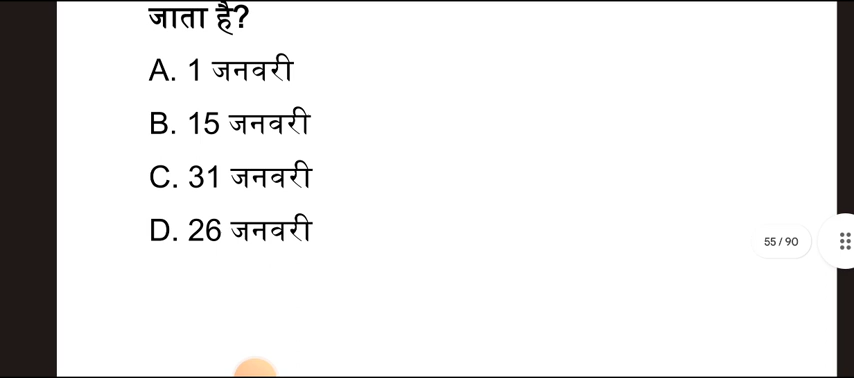 जाता है?
A. 1 जनवरी
B. 15 जनवरी
C. 31 जनवरी
D. 26 जनवरी
55 / 90